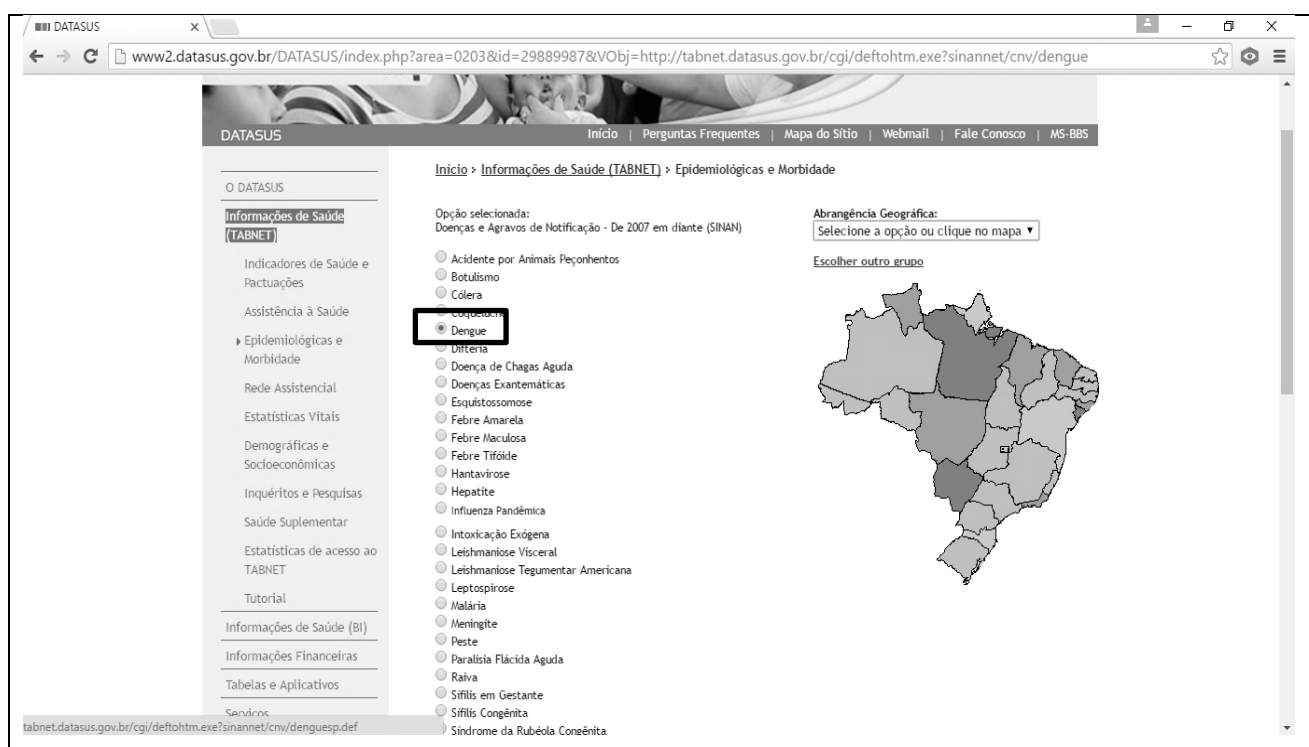 DATASUS
www2.datasus.gov.br/DATASUS/index.php?area=0203&id=29889987&VObj=http://tabnet.datasus.gov.br/cgi/deftohtm.exe?sinannet/cnv/dengue
DATASUS
Início | Perguntas Frequentes | Mapa do Sítio | Webmail | Fale Conosco | MS-BBS
O DATASUS
Informações de Saúde
(TABNET)
Indicadores de Saúde e
Pactuações
Assistência à Saúde
Epidemiológicas e
Morbidade
Rede Assistencial
Estatísticas Vitais
Demográficas e
Socioeconômicas
Inquéritos e Pesquisas
Saúde Suplementar
Estatísticas de acesso ao
TABNET
Tutorial
Informações de Saúde (BI)
Informações Financeiras
Tabelas e Aplicativos
Serviços
Início > Informações de Saúde (TABNET) > Epidemiológicas e Morbidade
Opção selecionada:
Doenças e Agravos de Notificação - De 2007 em diante (SINAN)
Acidente por Animais Peçonhentos
Botulismo
Cólera
Coqueluche
Dengue
Difteria
Doença de Chagas Aguda
Doenças Exantemáticas
Esquistossomose
Febre Amarela
Febre Maculosa
Febre Tifóide
Hantavirose
Hepatite
Influenza Pandêmica
Intoxicação Exógena
Leishmaniose Visceral
Leishmaniose Tegumentar Americana
Leptospirose
Malária
Meningite
Peste
Paralisia Flácida Aguda
Raiva
Sífilis em Gestante
Sífilis Congênita
Síndrome da Rubéola Congênita
Abrangência Geográfica:
Selecione a opção ou clique no mapa
Escolher outro grupo
tabnet.datasus.gov.br/cgi/deftohtm.exe?sinannet/cnv/denguesp.def